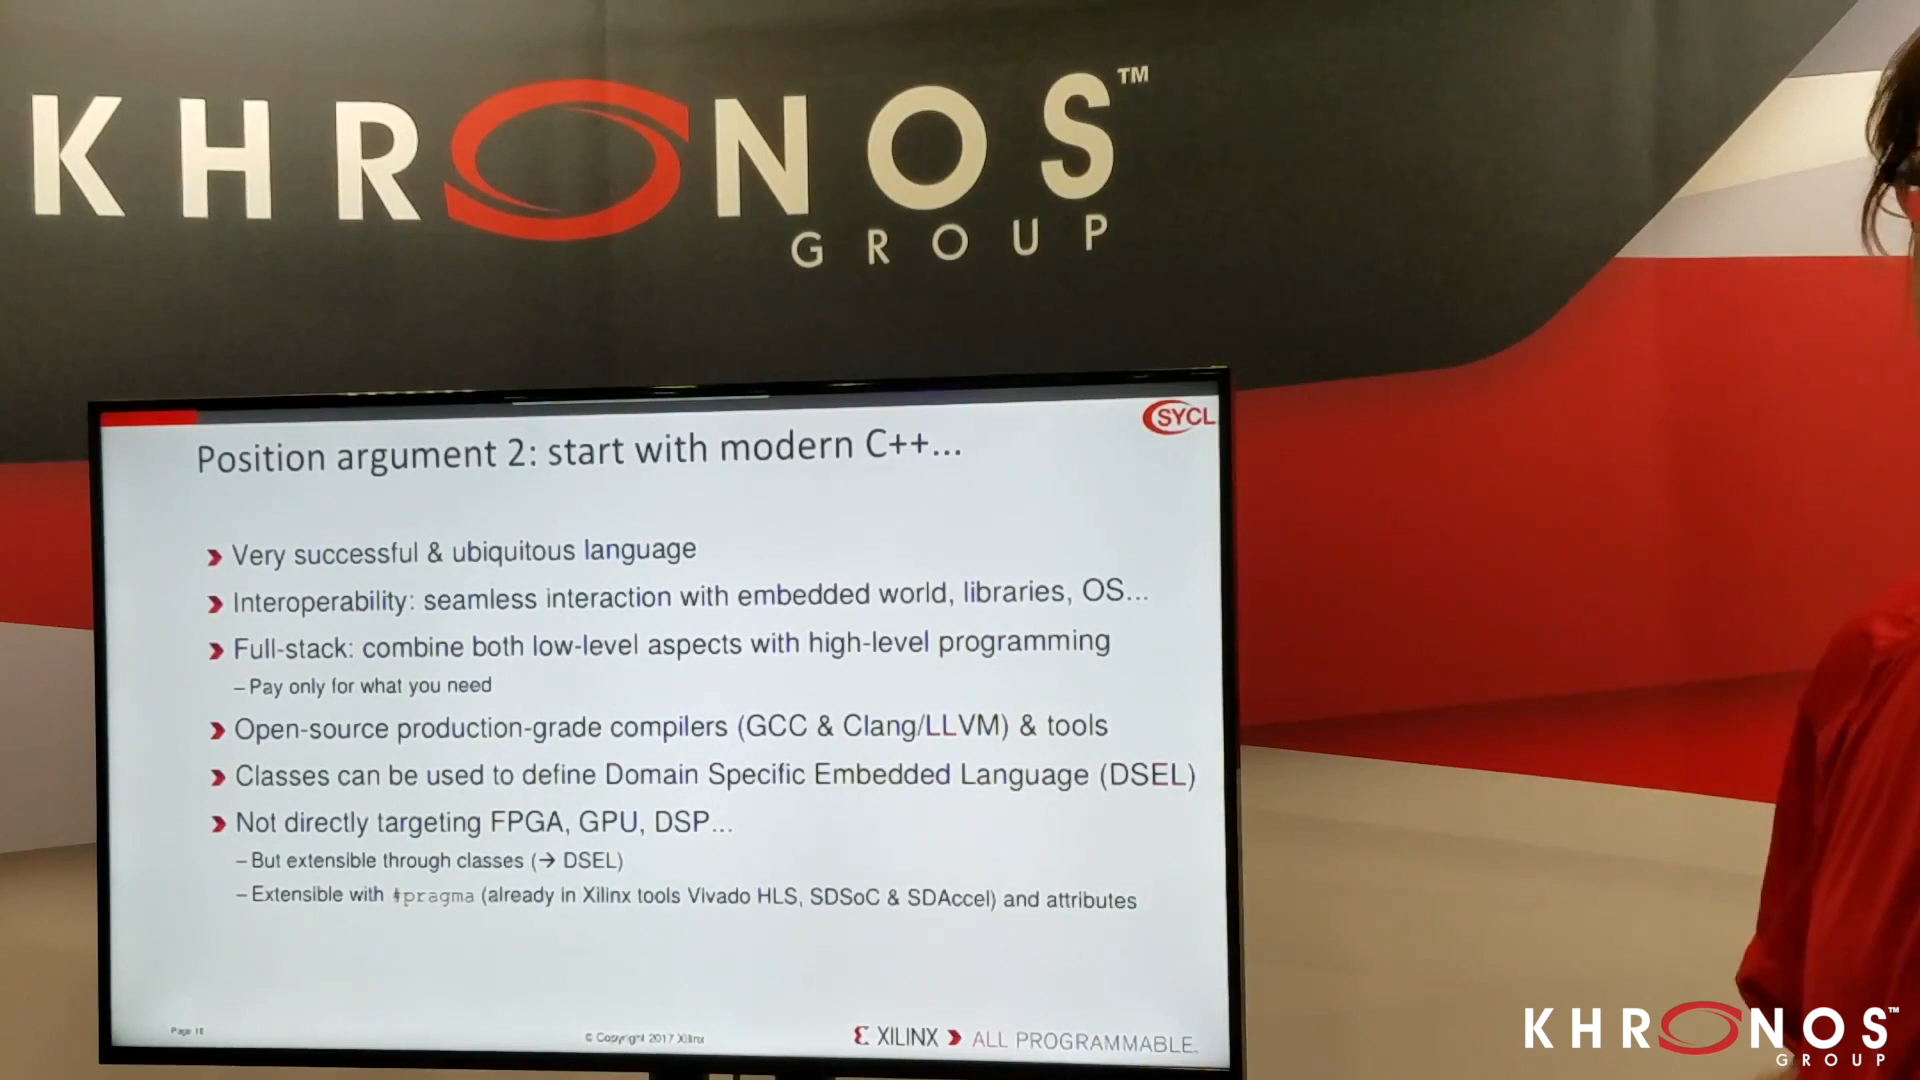 KHRONOS™
GROUP
SYCL
Position argument 2: start with modern C++...
Very successful & ubiquitous language
Interoperability: seamless interaction with embedded world, libraries, OS...
Full-stack: combine both low-level aspects with high-level programming
– Pay only for what you need
Open-source production-grade compilers (GCC & Clang/LLVM) & tools
Classes can be used to define Domain Specific Embedded Language (DSEL)
Not directly targeting FPGA, GPU, DSP...
– But extensible through classes (→ DSEL)
– Extensible with #pragma (already in Xilinx tools Vivado HLS, SDSoC & SDAccel) and attributes
Page
© Copyright 2017 Xilinx
XILINX ALL PROGRAMMABLE.
KHRONOS™
GROUP